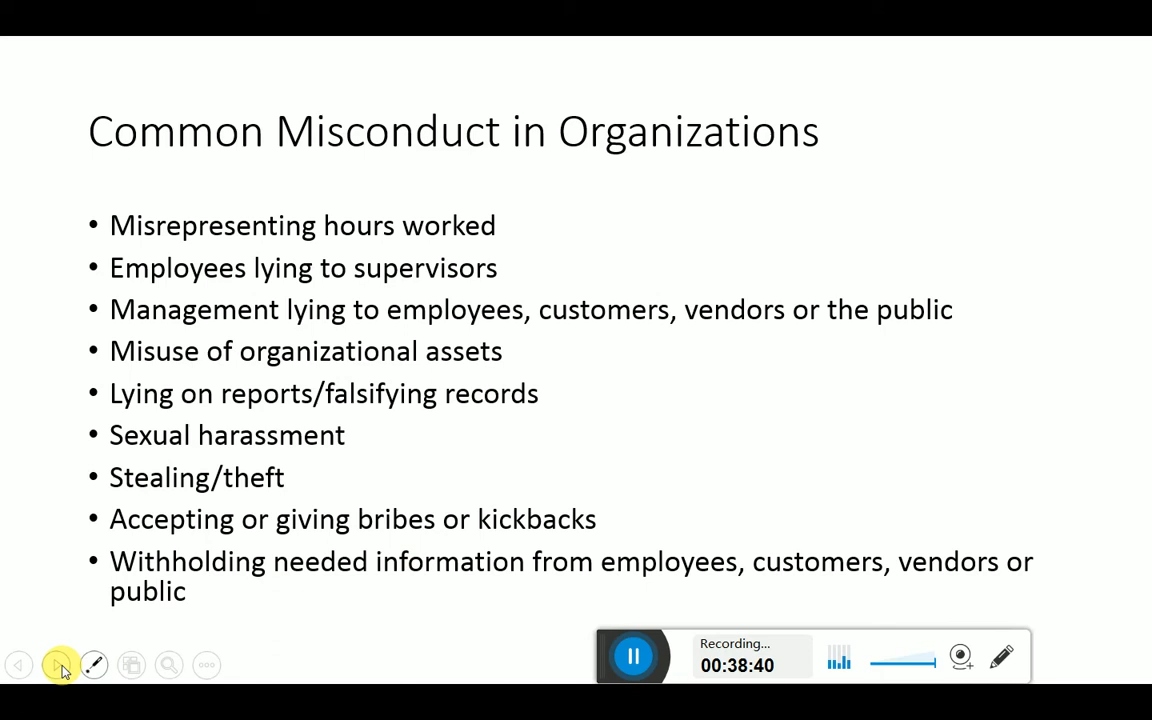 Common Misconduct in Organizations
• Misrepresenting hours worked
• Employees lying to supervisors
• Management lying to employees, customers, vendors or the public
• Misuse of organizational assets
• Lying on reports/falsifying records
• Sexual harassment
• Stealing/theft
• Accepting or giving bribes or kickbacks
• Withholding needed information from employees, customers, vendors or
public
Recording...
00:38:40